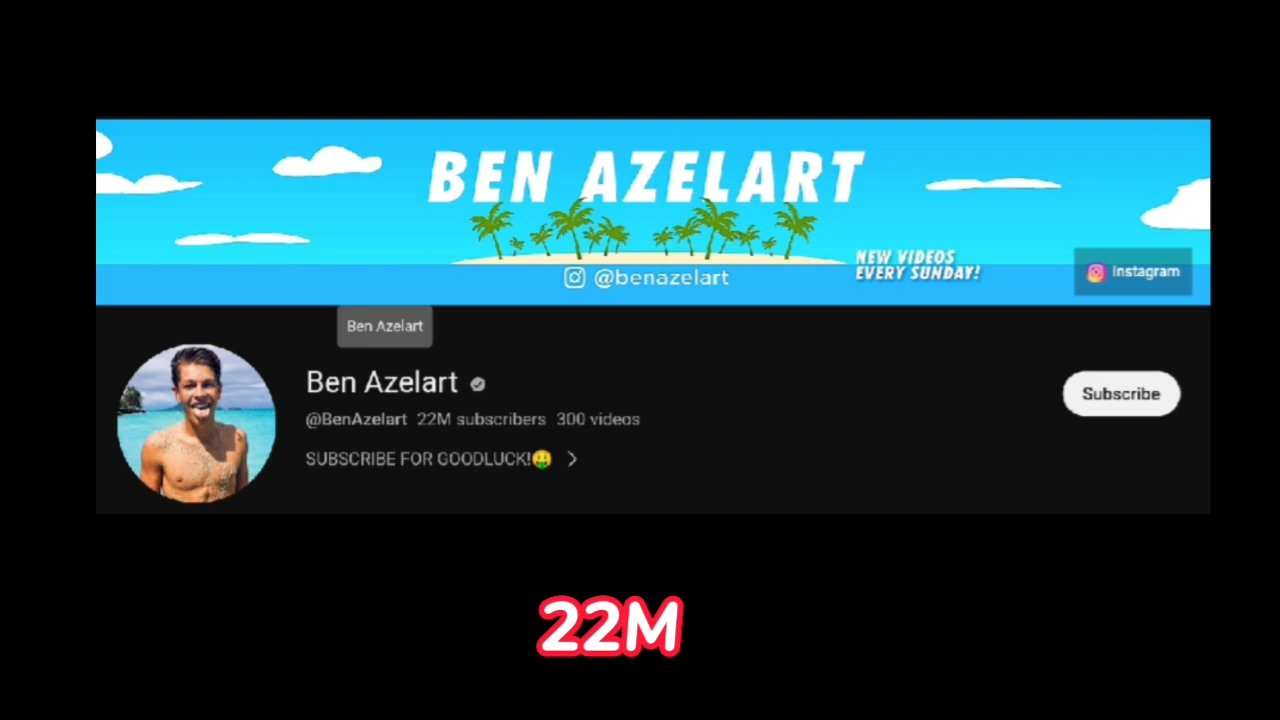 BEN AZELART
@benazelart
NEW VIDEOS
EVERY SUNDAY!
Instagram
Ben Azelart
Ben Azelart
@BenAzelart 22M subscribers 300 videos
Subscribe
SUBSCRIBE FOR GOODLUCK!🤑 >
22M